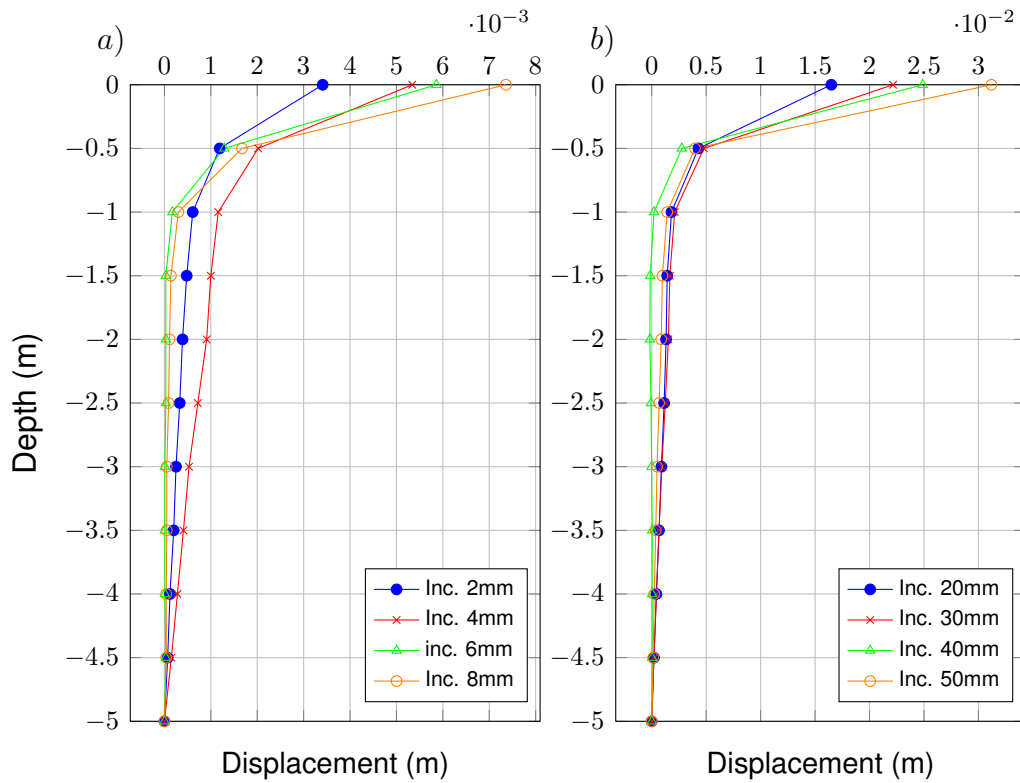 a)
·10⁻³
0 1 2 3 4 5 6 7 8
0
−0.5
−1
−1.5
−2
−2.5
−3
−3.5
−4
−4.5
−5
Depth (m)
Displacement (m)
Inc. 2mm
Inc. 4mm
inc. 6mm
Inc. 8mm
b)
·10⁻²
0 0.5 1 1.5 2 2.5 3
0
−0.5
−1
−1.5
−2
−2.5
−3
−3.5
−4
−4.5
−5
Displacement (m)
Inc. 20mm
Inc. 30mm
Inc. 40mm
Inc. 50mm